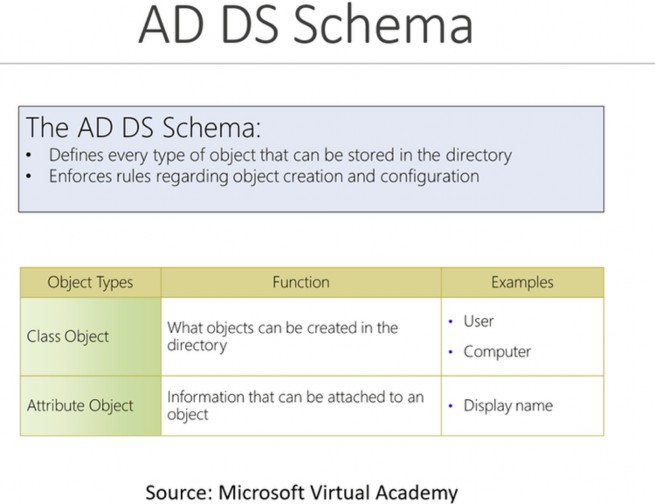 AD DS Schema
The AD DS Schema:
• Defines every type of object that can be stored in the directory
• Enforces rules regarding object creation and configuration
Object Types Function Examples
Class Object
What objects can be created in the
directory
• User
• Computer
Attribute Object
Information that can be attached to an
object
• Display name
Source: Microsoft Virtual Academy